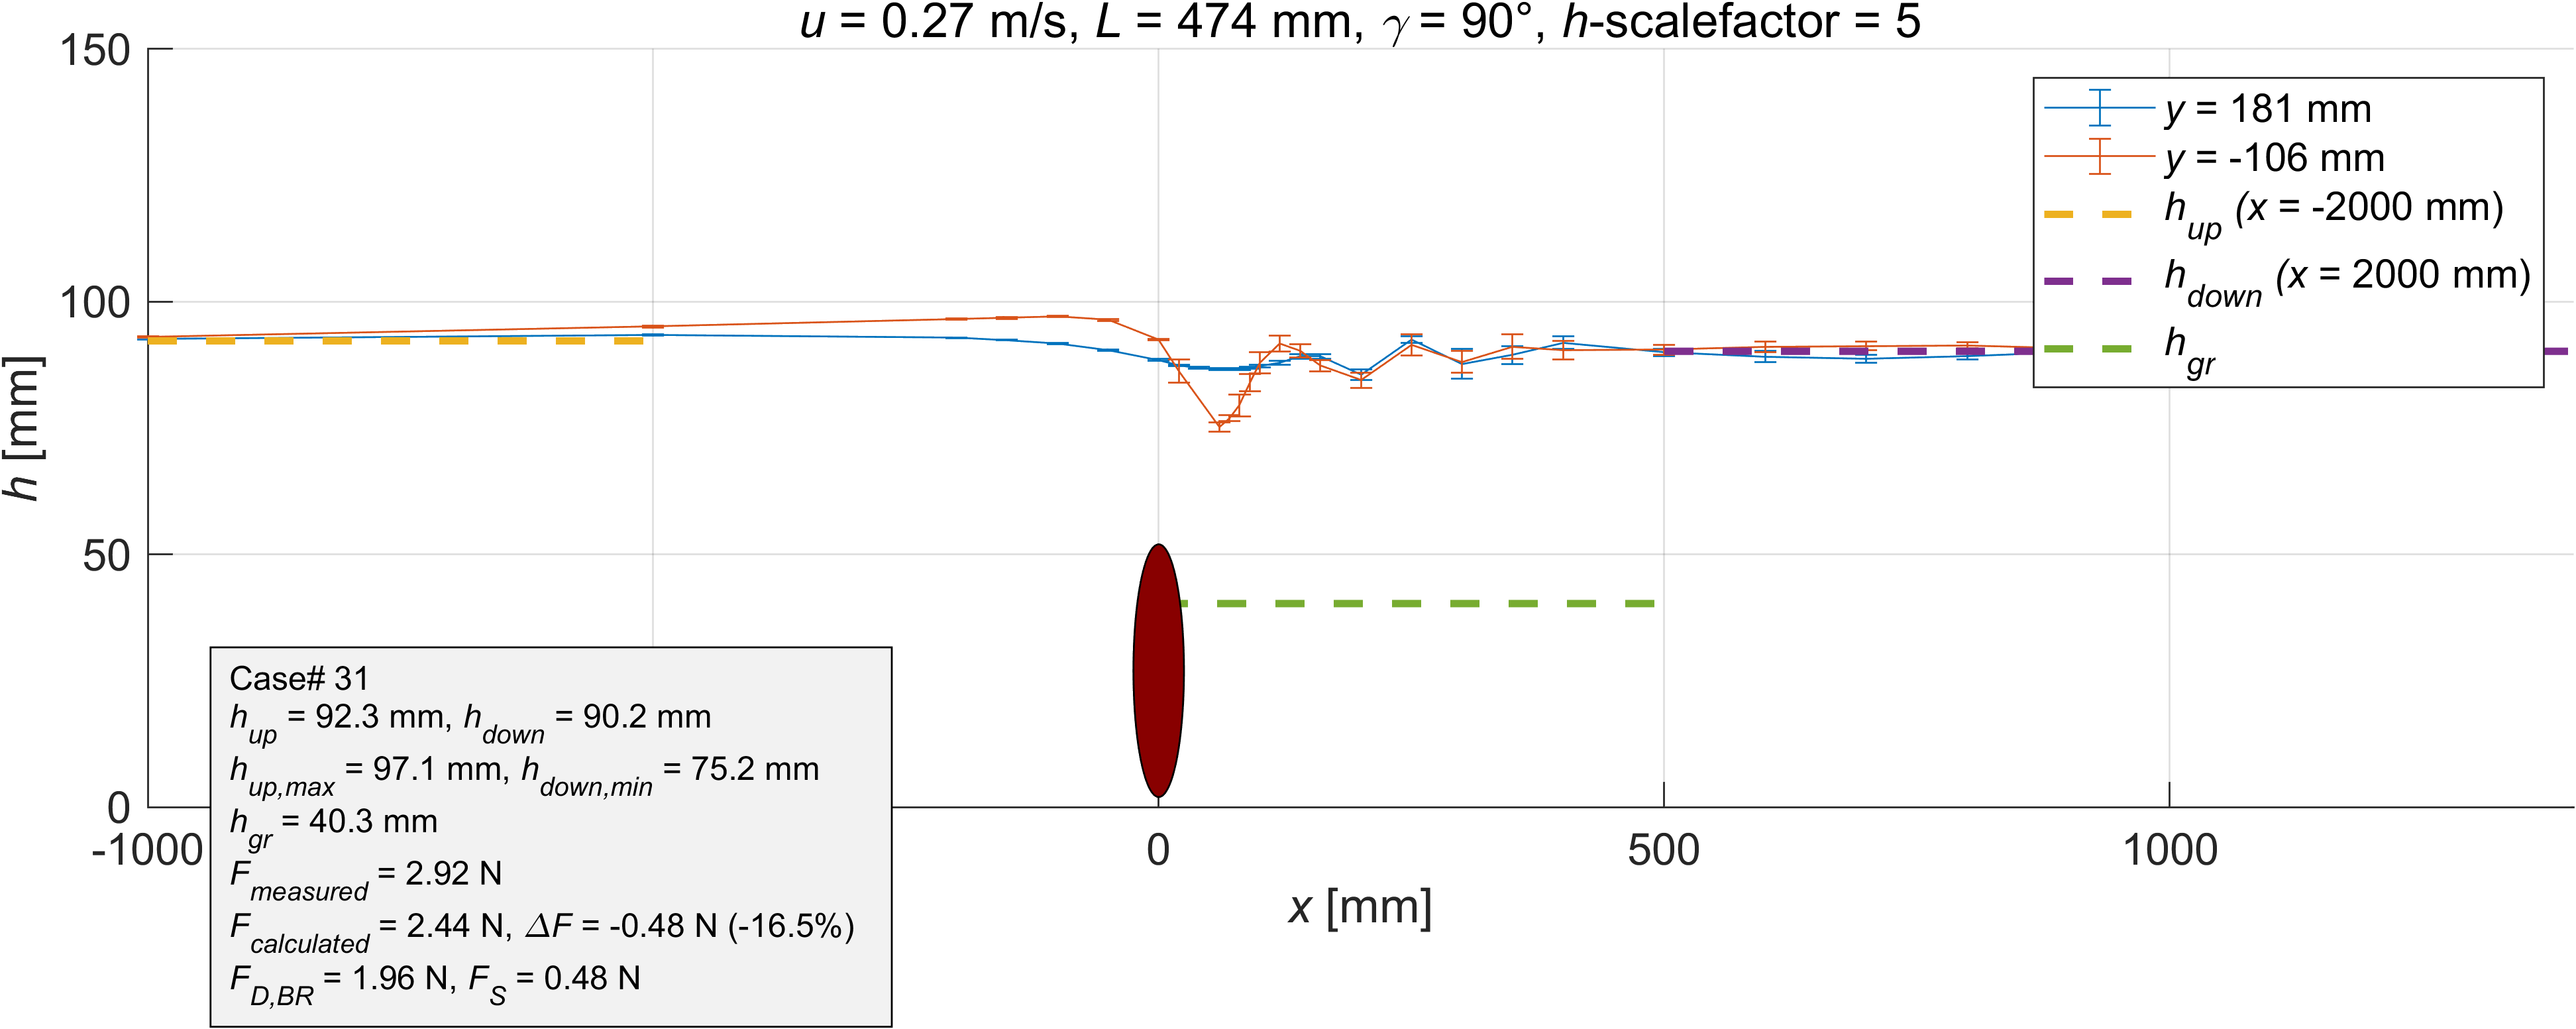 u = 0.27 m/s, L = 474 mm, γ = 90°, h-scalefactor = 5
150
100
50
0
h [mm]
-1000
0
500
1000
x [mm]
y = 181 mm
y = -106 mm
h_up (x = -2000 mm)
h_down (x = 2000 mm)
h_gr
Case# 31
h_up = 92.3 mm, h_down = 90.2 mm
h_up,max = 97.1 mm, h_down,min = 75.2 mm
h_gr = 40.3 mm
F_measured = 2.92 N
F_calculated = 2.44 N, ΔF = -0.48 N (-16.5%)
F_D,BR = 1.96 N, F_S = 0.48 N